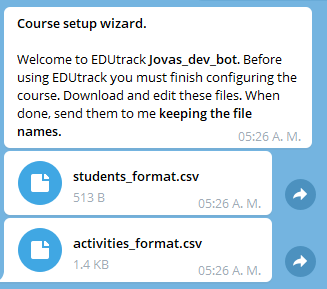 Course setup wizard.
Welcome to EDUtrack Jovas_dev_bot. Before
using EDUtrack you must finish configuring the
course. Download and edit these files. When
done, send them to me keeping the file
names.
05:26 A. M.
students_format.csv
513 B
05:26 A. M.
activities_format.csv
1.4 KB
05:26 A. M.